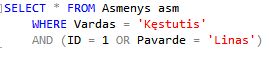 SELECT * FROM Asmenys asm
WHERE Vardas = 'Kęstutis'
AND (ID = 1 OR Pavarde = 'Linas')